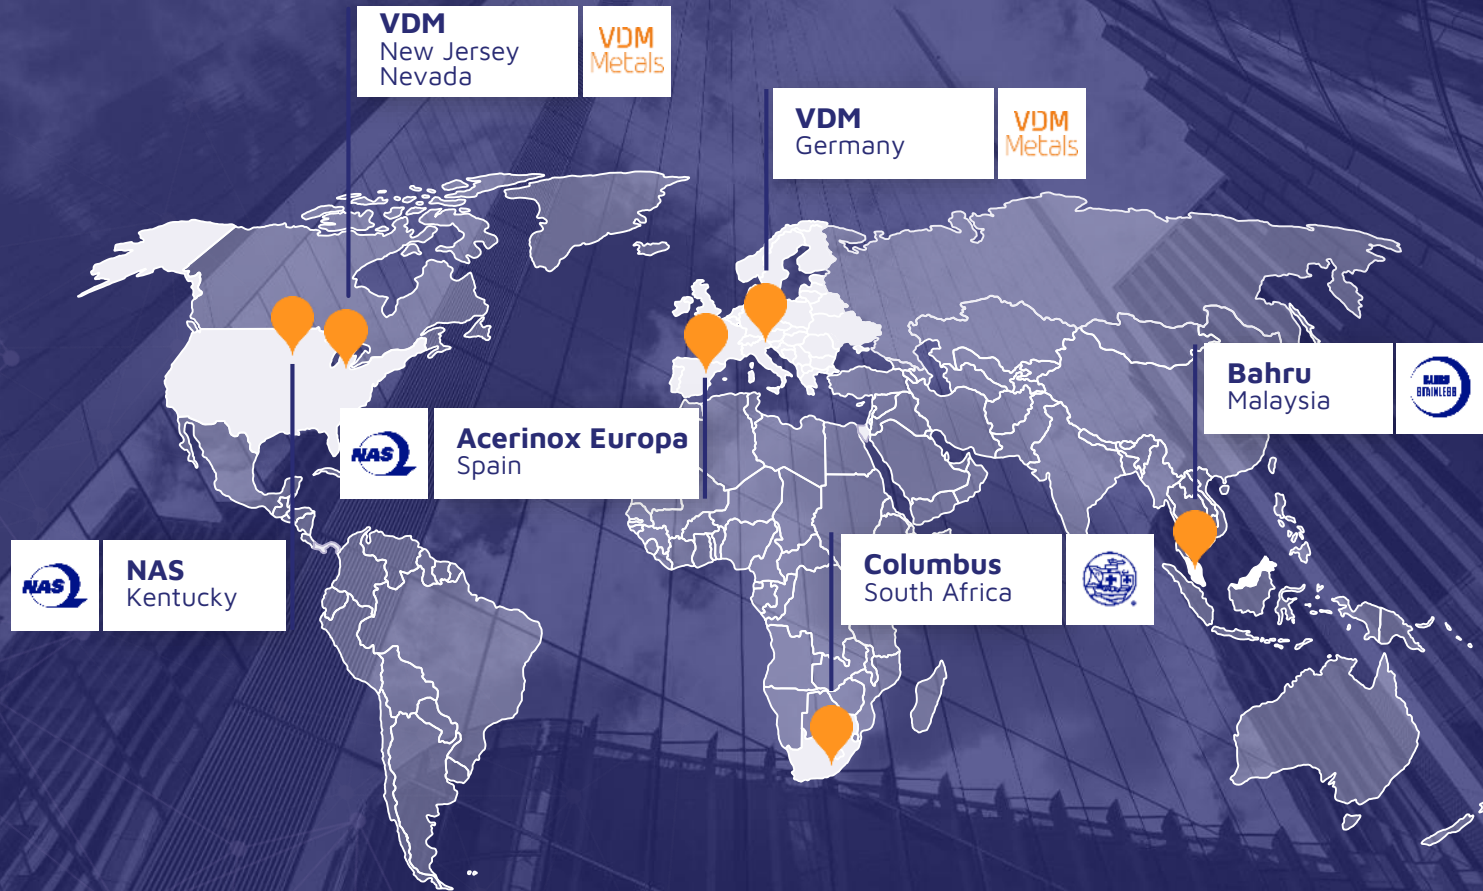 VDM
New Jersey
Nevada
VDM
Metals
VDM
Germany
VDM
Metals
Bahru
Malaysia
NAS
Acerinox Europa
Spain
NAS
NAS
Kentucky
Columbus
South Africa